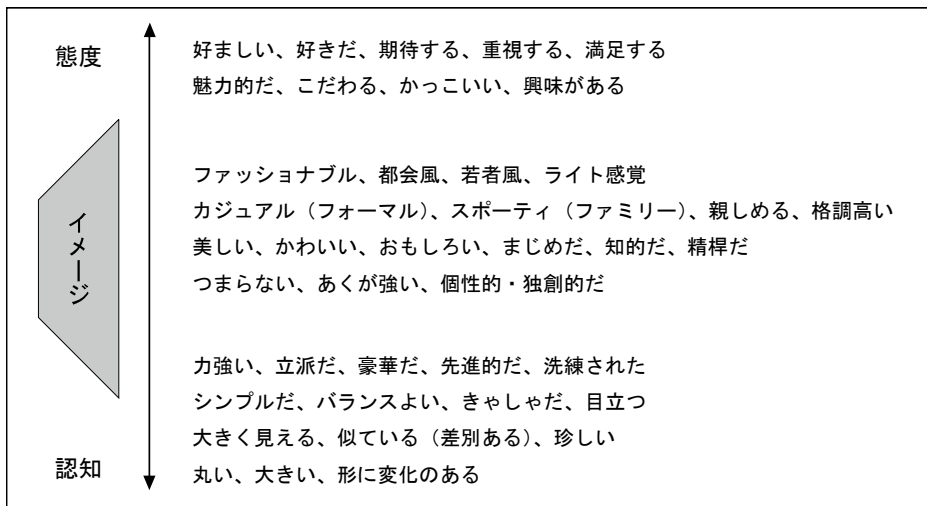 態度
好ましい、好きだ、期待する、重視する、満足する
魅力的だ、こだわる、かっこいい、興味がある
イメージ
ファッショナブル、都会風、若者風、ライト感覚
カジュアル（フォーマル）、スポーティ（ファミリー）、親しめる、格調高い
美しい、かわいい、おもしろい、まじめだ、知的だ、精桿だ
つまらない、あくが強い、個性的・独創的だ
力強い、立派だ、豪華だ、先進的だ、洗練された
シンプルだ、バランスよい、きゃしゃだ、目立つ
大きく見える、似ている（差別ある）、珍しい
認知
丸い、大きい、形に変化のある